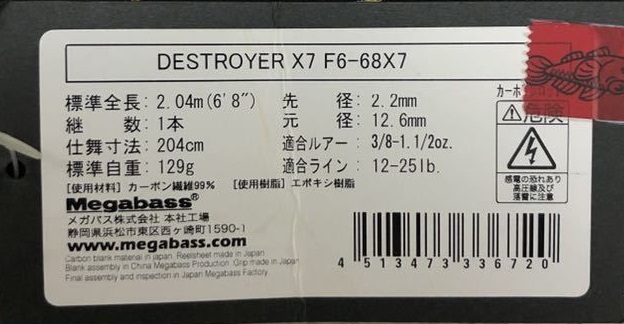 DESTROYER X7 F6-68X7
標準全長: 2.04m(6'8") 先 径: 2.2mm
継 数: 1本 元 径: 12.6mm
仕舞寸法: 204cm 適合ルアー: 3/8-1.1/2oz.
標準自重: 129g 適合ライン: 12-25lb.
[使用材料] カーボン繊維99% [使用樹脂] エポキシ樹脂
Megabass®
メガバス株式会社 本社工場
静岡県浜松市東区西ヶ崎町1590-1
www.megabass.com
Carbon blank material in japan. Reelsheet made in Japan
Blank assembly in China Megabass Production. Grip made in Japan
Final assembly and inspection in Japan Megabass Factory
危険
感電の恐れあり
高圧線及び
落雷に注意
4 513473 336720